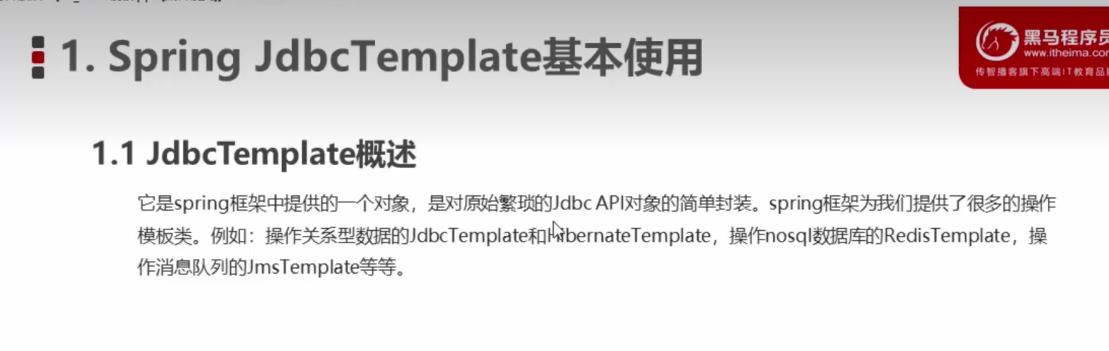 1. Spring JdbcTemplate基本使用
黑马程序员
www.itheima.com
传智播客旗下高端IT教育品牌
1.1 JdbcTemplate概述
它是spring框架中提供的一个对象，是对原始繁琐的Jdbc API对象的简单封装。spring框架为我们提供了很多的操作
模板类。例如：操作关系型数据的JdbcTemplate和HibernateTemplate，操作nosql数据库的RedisTemplate，操
作消息队列的JmsTemplate等等。